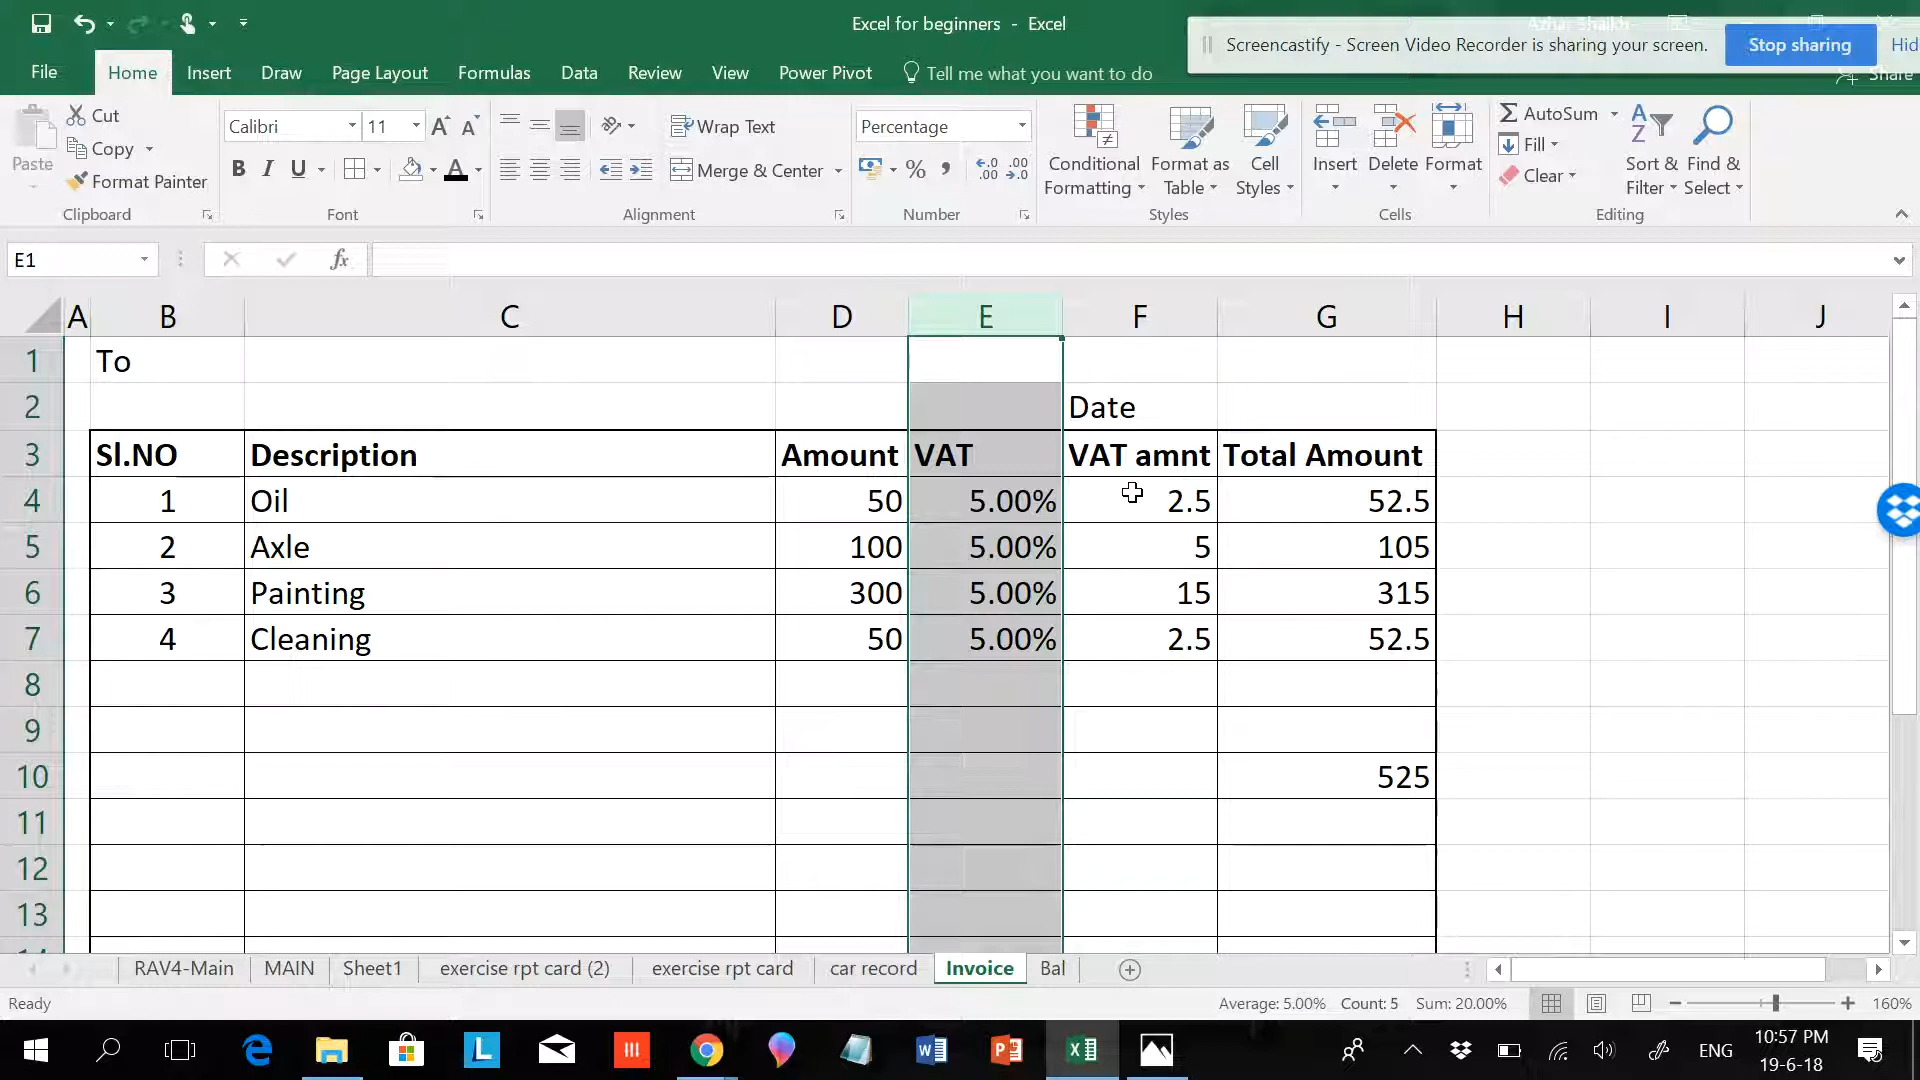 Excel for beginners - Excel
Screencastify - Screen Video Recorder is sharing your screen.
Stop sharing
Hid
File
Home
Insert
Draw
Page Layout
Formulas
Data
Review
View
Power Pivot
Tell me what you want to do
Share
Paste
Cut
Copy
Format Painter
Clipboard
Calibri
11
B I U
Font
Wrap Text
Merge & Center
Alignment
Percentage
%
Number
Conditional
Formatting
Format as
Table
Cell
Styles
Styles
Insert
Delete
Format
Cells
AutoSum
Fill
Clear
Sort &
Filter
Find &
Select
Editing
E1
fx
A B C D E F G H I J
1 To
2 Date
3 Sl.NO Description Amount VAT VAT amnt Total Amount
4 1 Oil 50 5.00% 2.5 52.5
5 2 Axle 100 5.00% 5 105
6 3 Painting 300 5.00% 15 315
7 4 Cleaning 50 5.00% 2.5 52.5
8
9
10 525
11
12
13
RAV4-Main
MAIN
Sheet1
exercise rpt card (2)
exercise rpt card
car record
Invoice
Bal
Ready
Average: 5.00% Count: 5 Sum: 20.00%
160%
ENG
10:57 PM
19-6-18